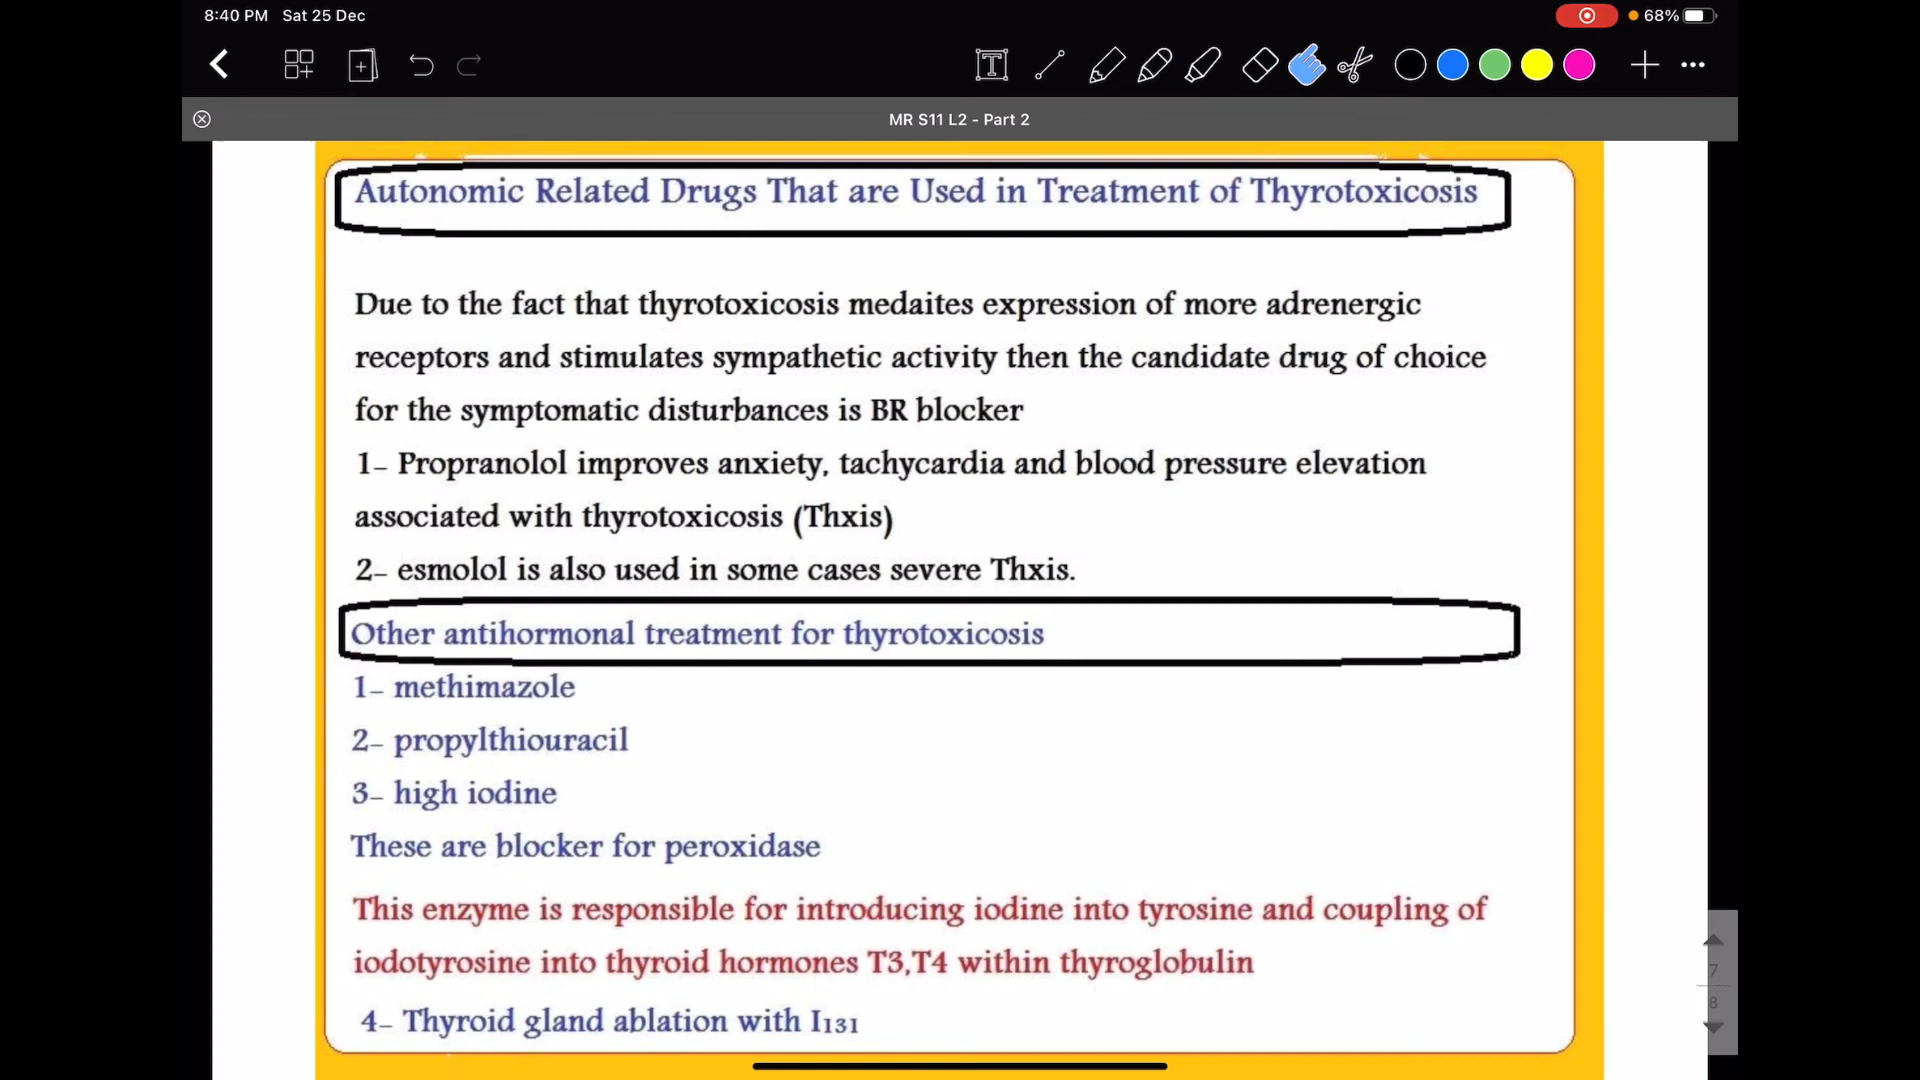 8:40 PM Sat 25 Dec
68%
T
MR S11 L2 - Part 2
Autonomic Related Drugs That are Used in Treatment of Thyrotoxicosis
Due to the fact that thyrotoxicosis medaites expression of more adrenergic
receptors and stimulates sympathetic activity then the candidate drug of choice
for the symptomatic disturbances is BR blocker
1- Propranolol improves anxiety, tachycardia and blood pressure elevation
associated with thyrotoxicosis (Thxis)
2- esmolol is also used in some cases severe Thxis.
Other antihormonal treatment for thyrotoxicosis
1- methimazole
2- propylthiouracil
3- high iodine
These are blocker for peroxidase
This enzyme is responsible for introducing iodine into tyrosine and coupling of
iodotyrosine into thyroid hormones T3,T4 within thyroglobulin
7
8
4- Thyroid gland ablation with I131